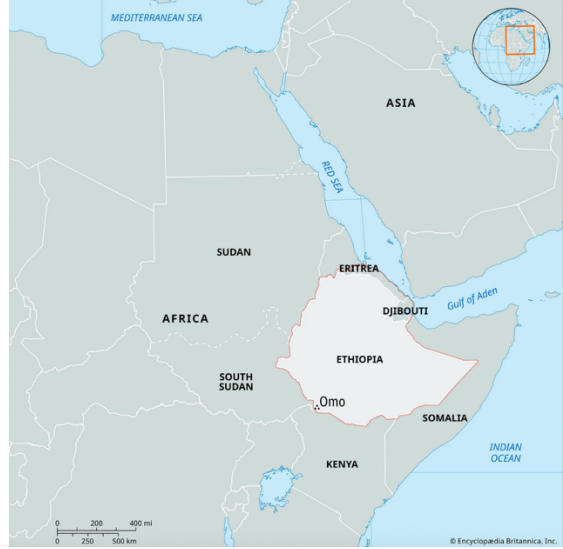 MEDITERRANEAN SEA
ASIA
RED SEA
SUDAN
ERITREA
Gulf of Aden
DJIBOUTI
AFRICA
ETHIOPIA
SOUTH
SUDAN
Omo
SOMALIA
INDIAN
OCEAN
KENYA
0 200 400 mi
0 250 500 km
© Encyclopædia Britannica, Inc.